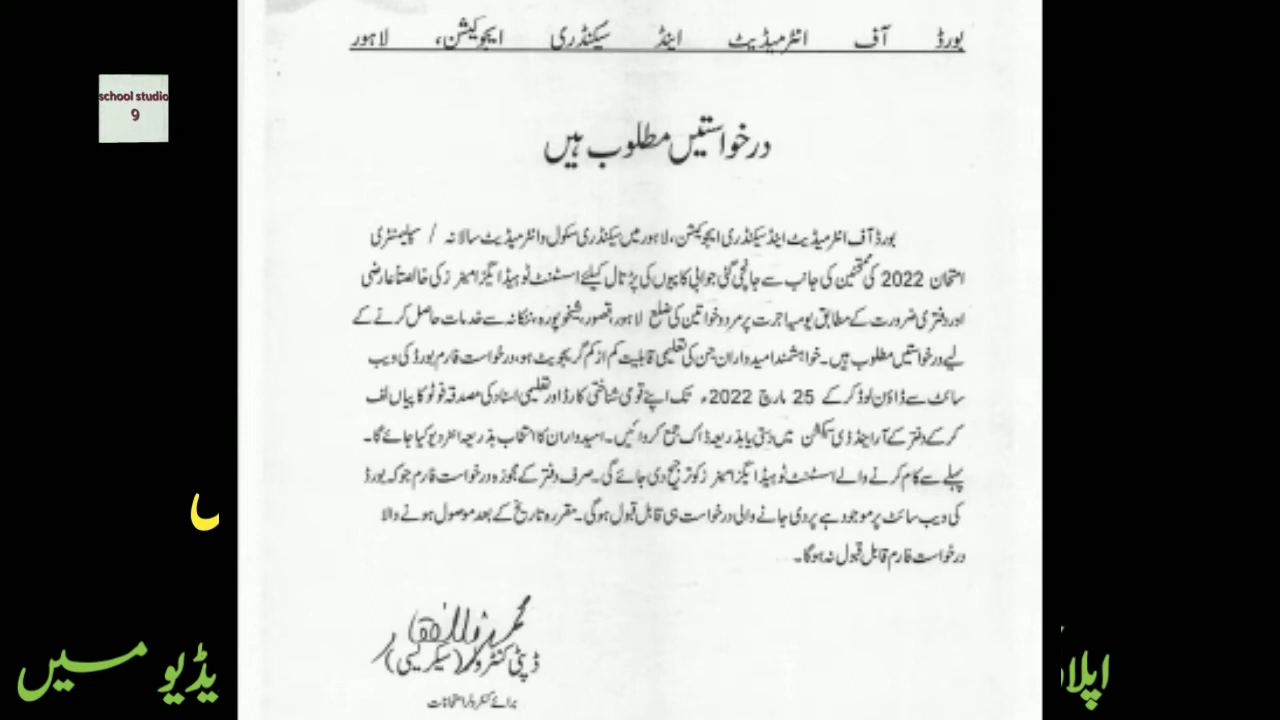 بورڈ آف انٹرمیڈیٹ اینڈ سیکنڈری ایجوکیشن، لاہور
school studio
9
درخواستیں مطلوب ہیں
بورڈ آف انٹرمیڈیٹ اینڈ سیکنڈری ایجوکیشن، لاہور میں سیکنڈری سکول و انٹرمیڈیٹ سالانہ / سپلیمنٹری
امتحان 2022 کی ممتحین کی جانب سے جانچی گئی جوابی کاپیوں کی پڑتال کیلئے اسسٹنٹ ٹو ہیڈ ایگزامینرز کی خالصتاً عارضی
اور دفتری ضرورت کے مطابق یومیہ اجرت پر مرد و خواتین کی ضلع لاہور، قصور، شیخوپورہ، ننکانہ سے خدمات حاصل کرنے کے
لیے درخواستیں مطلوب ہیں۔ خواہشمند امیدواران جن کی تعلیمی قابلیت کم از کم گریجویٹ ہو، درخواست فارم بورڈ کی ویب
سائٹ سے ڈاؤن لوڈ کر کے 25 مارچ 2022ء تک اپنے قومی شناختی کارڈ اور تعلیمی اسناد کی مصدقہ فوٹو کاپیاں لف
کر کے دفتر کے آر اینڈ ڈی سیکشن میں دستی یا بذریعہ ڈاک جمع کروائیں۔ امیدواران کا انتخاب بذریعہ انٹرویو کیا جائے گا۔
پہلے سے کام کرنے والے اسسٹنٹ ٹو ہیڈ ایگزامینرز کو ترجیح دی جائے گی۔ صرف دفتر کے مجوزہ درخواست فارم جو کہ بورڈ
کی ویب سائٹ پر موجود ہے پر دی جانے والی درخواست ہی قابل قبول ہوگی۔ مقررہ تاریخ کے بعد موصول ہونے والا
درخواست فارم قابل قبول نہ ہوگا۔
ڈپٹی کنٹرولر (سیکریسی)
برائے کنٹرولر امتحانات
یڈیو میں
اپلا